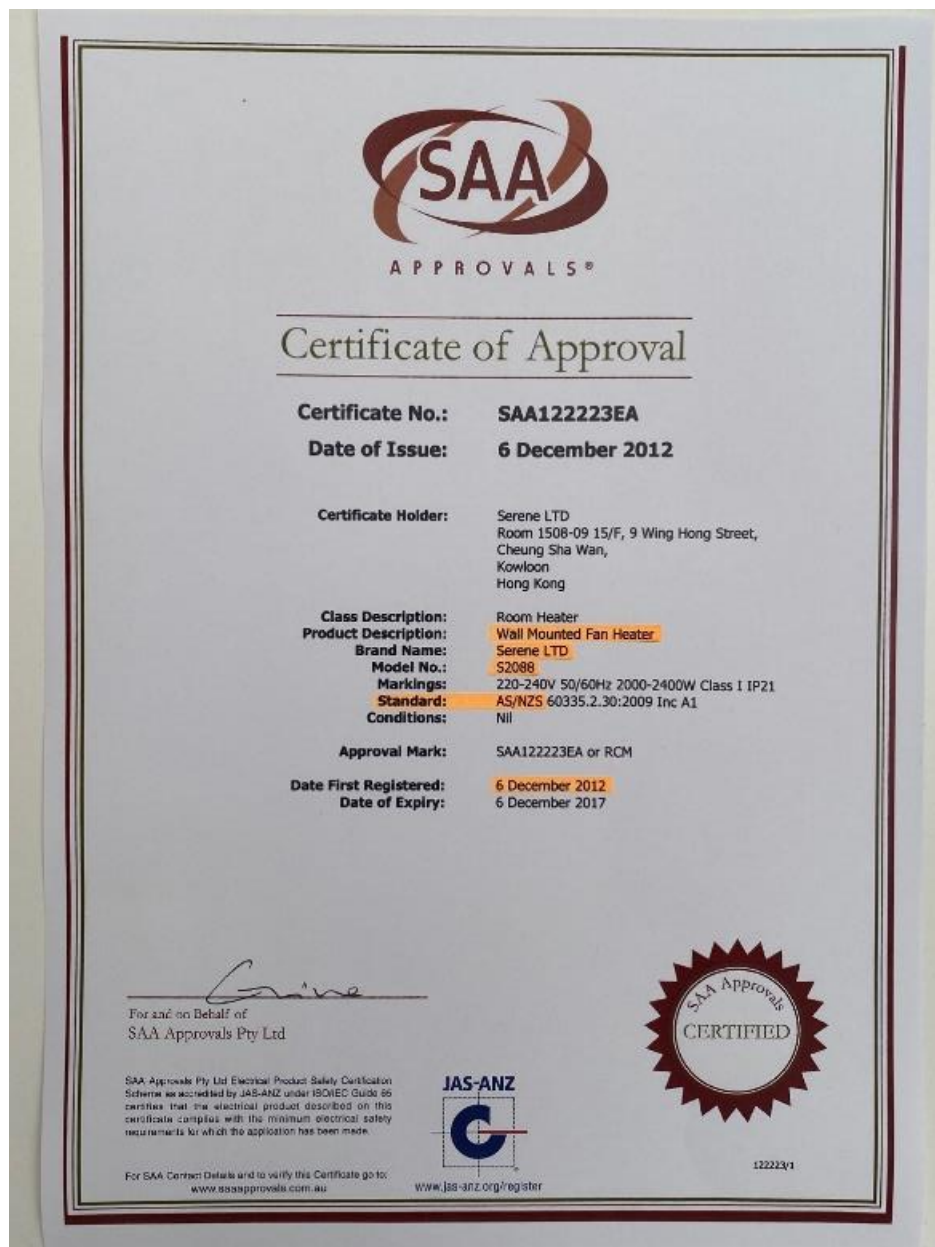 SAA
APPROVALS®
Certificate of Approval
Certificate No.: SAA122223EA
Date of Issue: 6 December 2012
Certificate Holder: Serene LTD
Room 1508-09 15/F, 9 Wing Hong Street,
Cheung Sha Wan,
Kowloon
Hong Kong
Class Description: Room Heater
Product Description: Wall Mounted Fan Heater
Brand Name: Serene LTD
Model No.: S2088
Markings: 220-240V 50/60Hz 2000-2400W Class I IP21
Standard: AS/NZS 60335.2.30:2009 Inc A1
Conditions: Nil
Approval Mark: SAA122223EA or RCM
Date First Registered: 6 December 2012
Date of Expiry: 6 December 2017
For and on Behalf of
SAA Approvals Pty Ltd
SAA Approvals
CERTIFIED
SAA Approvals Pty Ltd Electrical Product Safety Certification
Scheme as accredited by JAS-ANZ under ISO/IEC Guide 65
certifies that the electrical product described on this
certificate complies with the minimum electrical safety
requirements for which the application has been made.
For SAA Contact Details and to verify this Certificate go to:
www.saaapprovals.com.au
JAS-ANZ
www.jas-anz.org/register
122223/1